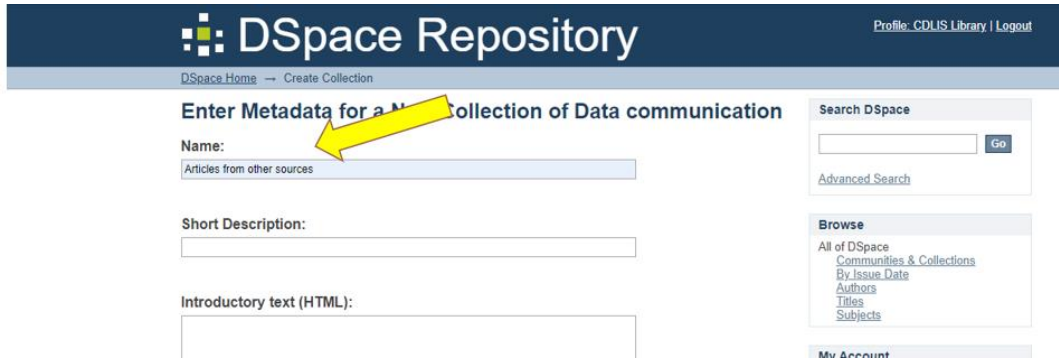 DSpace Repository
Profile: CDLIS Library | Logout
DSpace Home → Create Collection
Enter Metadata for a Collection of Data communication
Name:
Articles from other sources
Short Description:
Introductory text (HTML):
Search DSpace
Go
Advanced Search
Browse
All of DSpace
Communities & Collections
By Issue Date
Authors
Titles
Subjects
My Account